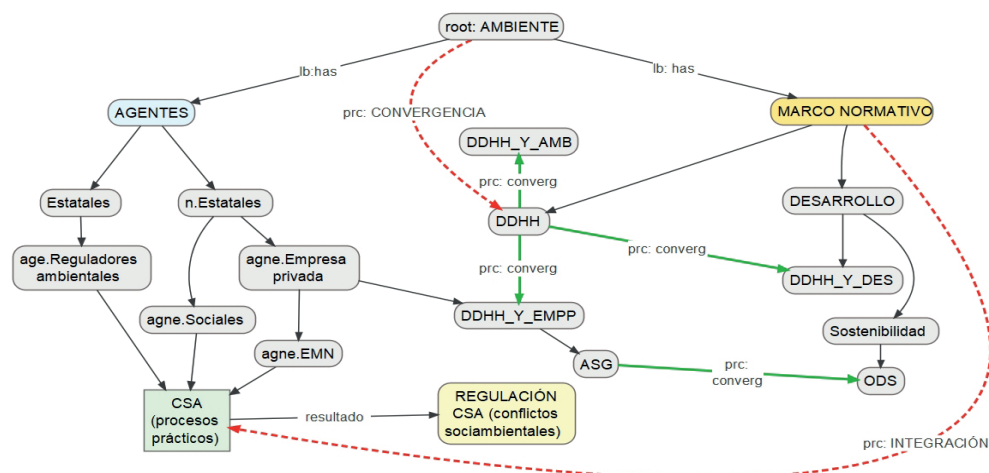 root: AMBIENTE
lb:has
lb: has
AGENTES
prc: CONVERGENCIA
MARCO NORMATIVO
DDHH_Y_AMB
prc: converg
Estatales
n.Estatales
DESARROLLO
DDHH
prc: converg
age.Reguladores
ambientales
agne.Empresa
privada
prc: converg
DDHH_Y_DES
agne.Sociales
DDHH_Y_EMPP
Sostenibilidad
agne.EMN
ASG
prc:
converg
ODS
CSA
(procesos
prácticos)
resultado
REGULACIÓN
CSA (conflictos
sociambientales)
prc: INTEGRACIÓN